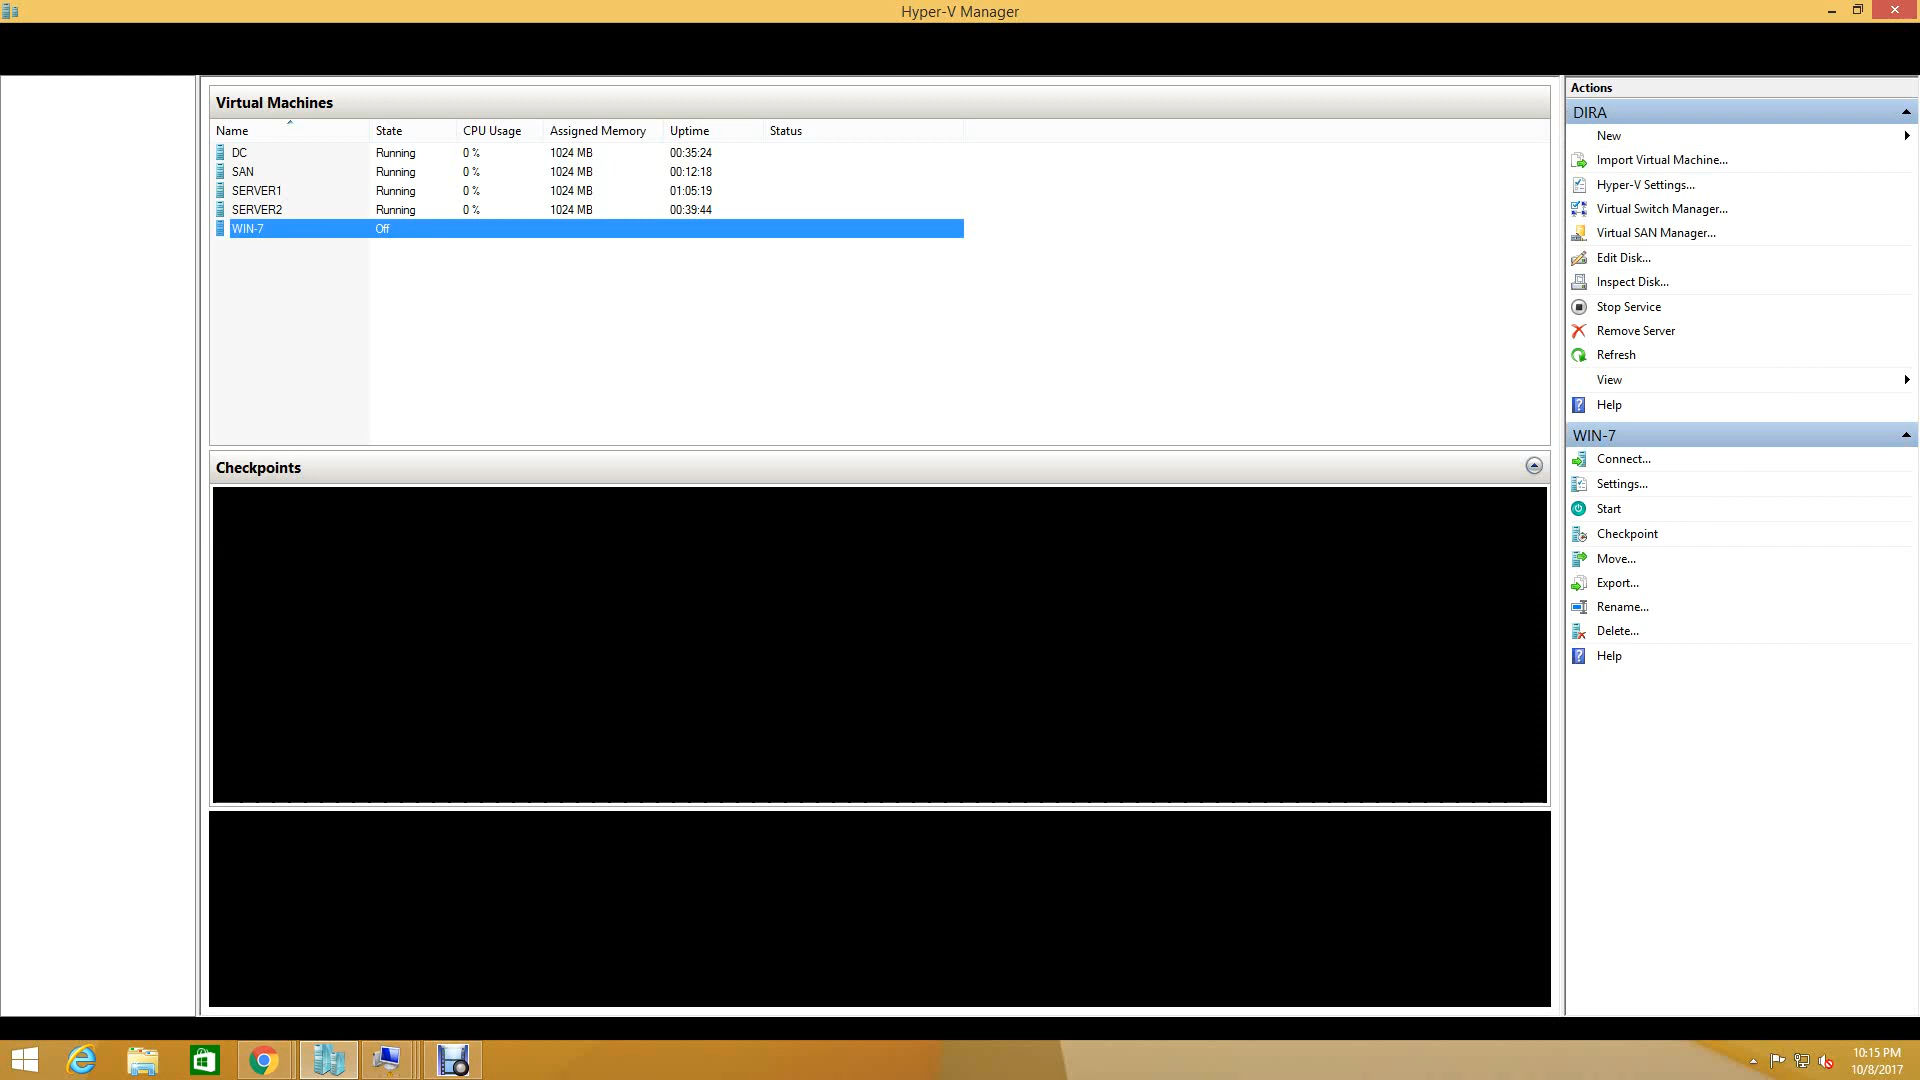 Hyper-V Manager
Virtual Machines
Name State CPU Usage Assigned Memory Uptime Status
DC Running 0 % 1024 MB 00:35:24
SAN Running 0 % 1024 MB 00:12:18
SERVER1 Running 0 % 1024 MB 01:05:19
SERVER2 Running 0 % 1024 MB 00:39:44
WIN-7 Off
Checkpoints
Actions
DIRA
New
Import Virtual Machine...
Hyper-V Settings...
Virtual Switch Manager...
Virtual SAN Manager...
Edit Disk...
Inspect Disk...
Stop Service
Remove Server
Refresh
View
Help
WIN-7
Connect...
Settings...
Start
Checkpoint
Move...
Export...
Rename...
Delete...
Help
10:15 PM
10/8/2017